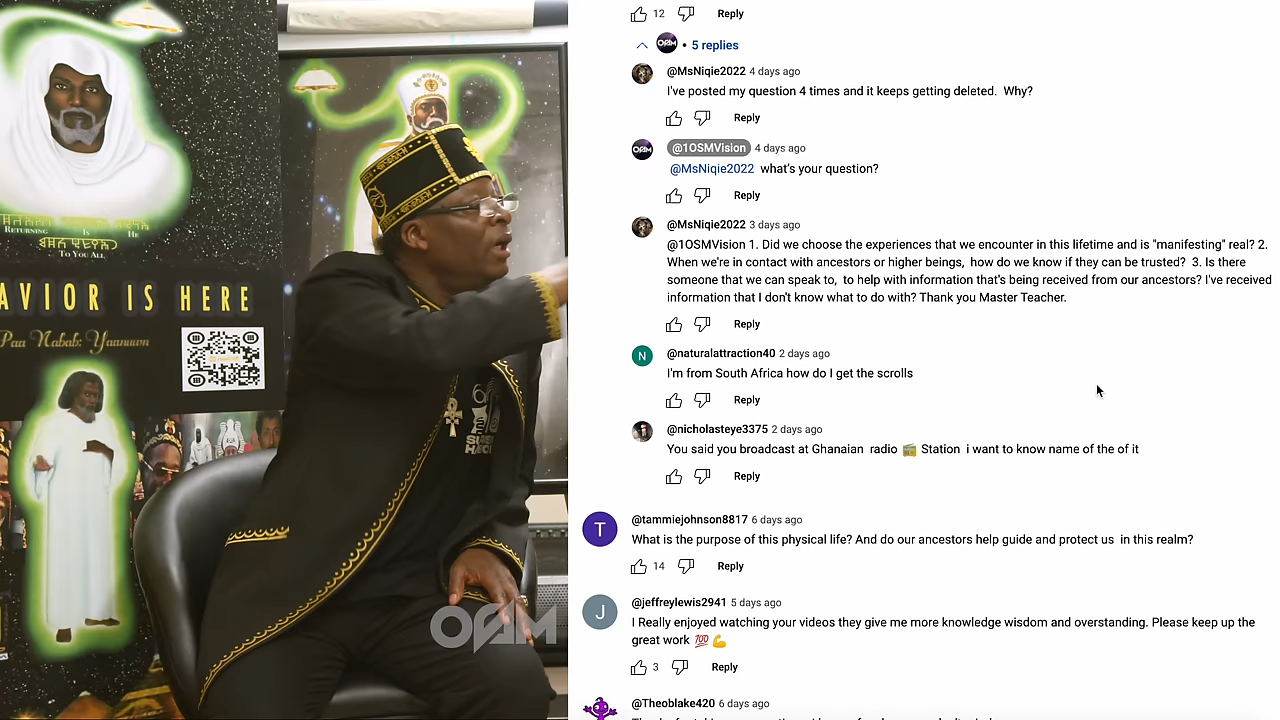 RETURNING IS HE
TO YOU ALL
AVIOR IS HERE
Paa Nabab: Yaanuwn
OSM
12 Reply
5 replies
@MsNiqie2022 4 days ago
I've posted my question 4 times and it keeps getting deleted. Why?
Reply
@1OSMVision 4 days ago
@MsNiqie2022 what's your question?
Reply
@MsNiqie2022 3 days ago
@1OSMVision 1. Did we choose the experiences that we encounter in this lifetime and is "manifesting" real? 2.
When we're in contact with ancestors or higher beings, how do we know if they can be trusted? 3. Is there
someone that we can speak to, to help with information that's being received from our ancestors? I've received
information that I don't know what to do with? Thank you Master Teacher.
Reply
N
@naturalattraction40 2 days ago
I'm from South Africa how do I get the scrolls
Reply
@nicholasteye3375 2 days ago
You said you broadcast at Ghanaian radio 📻 Station i want to know name of the of it
Reply
T
@tammiejohnson8817 6 days ago
What is the purpose of this physical life? And do our ancestors help guide and protect us in this realm?
14 Reply
J
@jeffreylewis2941 5 days ago
I Really enjoyed watching your videos they give me more knowledge wisdom and overstanding. Please keep up the
great work 💯 💪
3 Reply
@Theoblake420 6 days ago